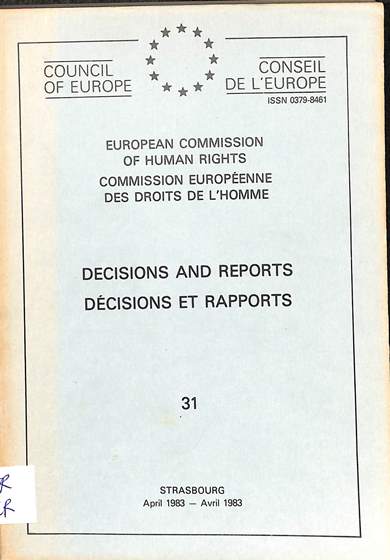 COUNCIL
OF EUROPE
CONSEIL
DE L'EUROPE
ISSN 0379-8461
EUROPEAN COMMISSION
OF HUMAN RIGHTS
COMMISSION EUROPÉENNE
DES DROITS DE L'HOMME
DECISIONS AND REPORTS
DÉCISIONS ET RAPPORTS
31
STRASBOURG
April 1983 — Avril 1983